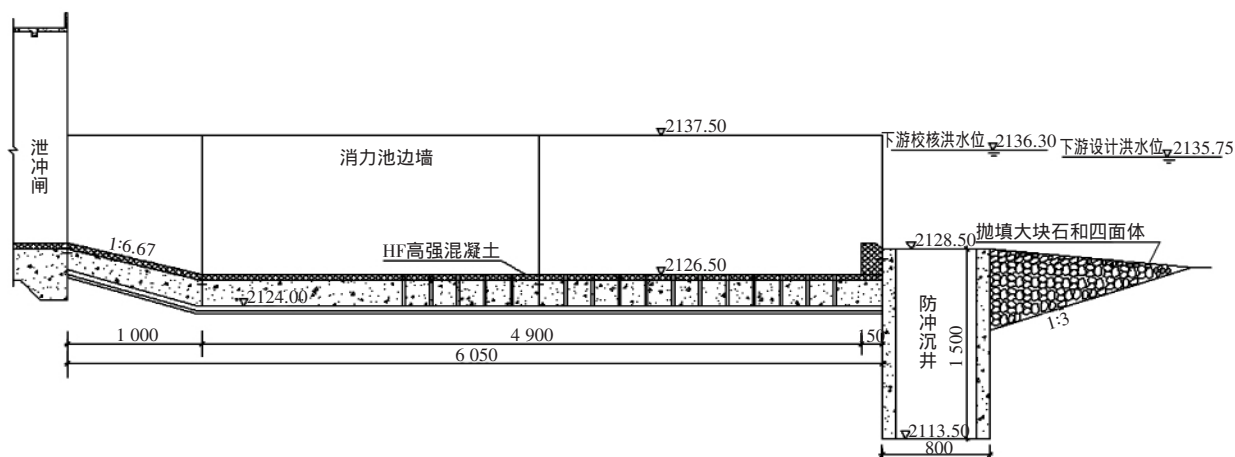 泄冲闸
1:6.67
消力池边墙
2137.50
下游校核洪水位
2136.30
下游设计洪水位
2135.75
HF高强混凝土
2126.50
2124.00
2128.50
抛填大块石和四面体
1:3
防冲沉井
1 500
1 000
4 900
150
6 050
2113.50
800